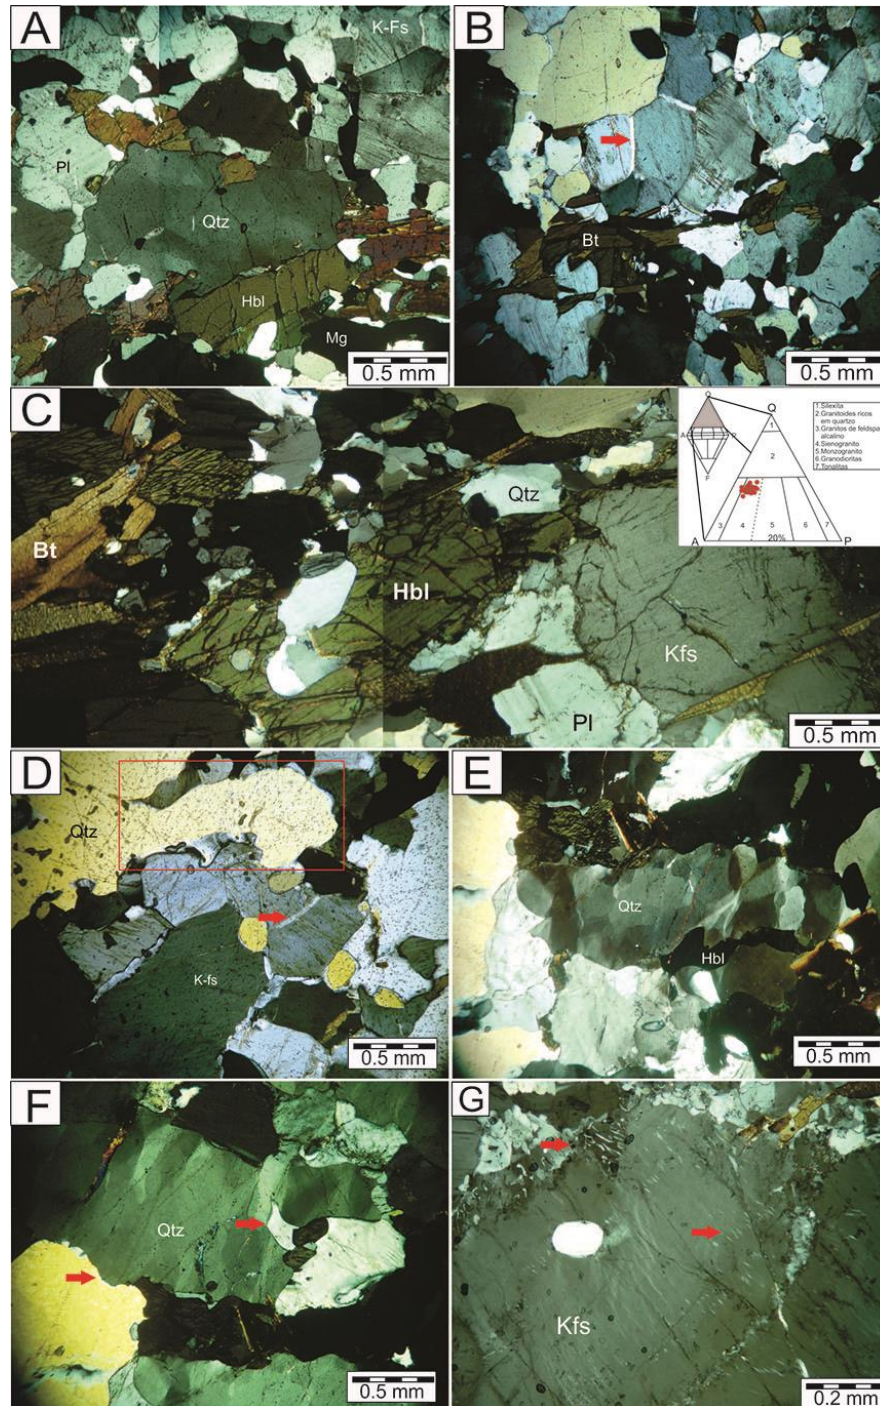 A
K-Fs
Pl
Qtz
Hbl
Mg
0.5 mm
B
Bt
0.5 mm
C
Bt
Hbl
Qtz
Kfs
Pl
0.5 mm
Q
A
P
F
Q
1
2
3
4
5
6
7
A
20%
P
1.Silexita
2.Granitoides ricos
em quartzo
3.Granitos de feldspa
alcalino
4.Sienogranito
5.Monzogranito
6.Granodioritas
7.Tonalitas
D
Qtz
K-fs
0.5 mm
E
Qtz
Hbl
0.5 mm
F
Qtz
0.5 mm
G
Kfs
0.2 mm